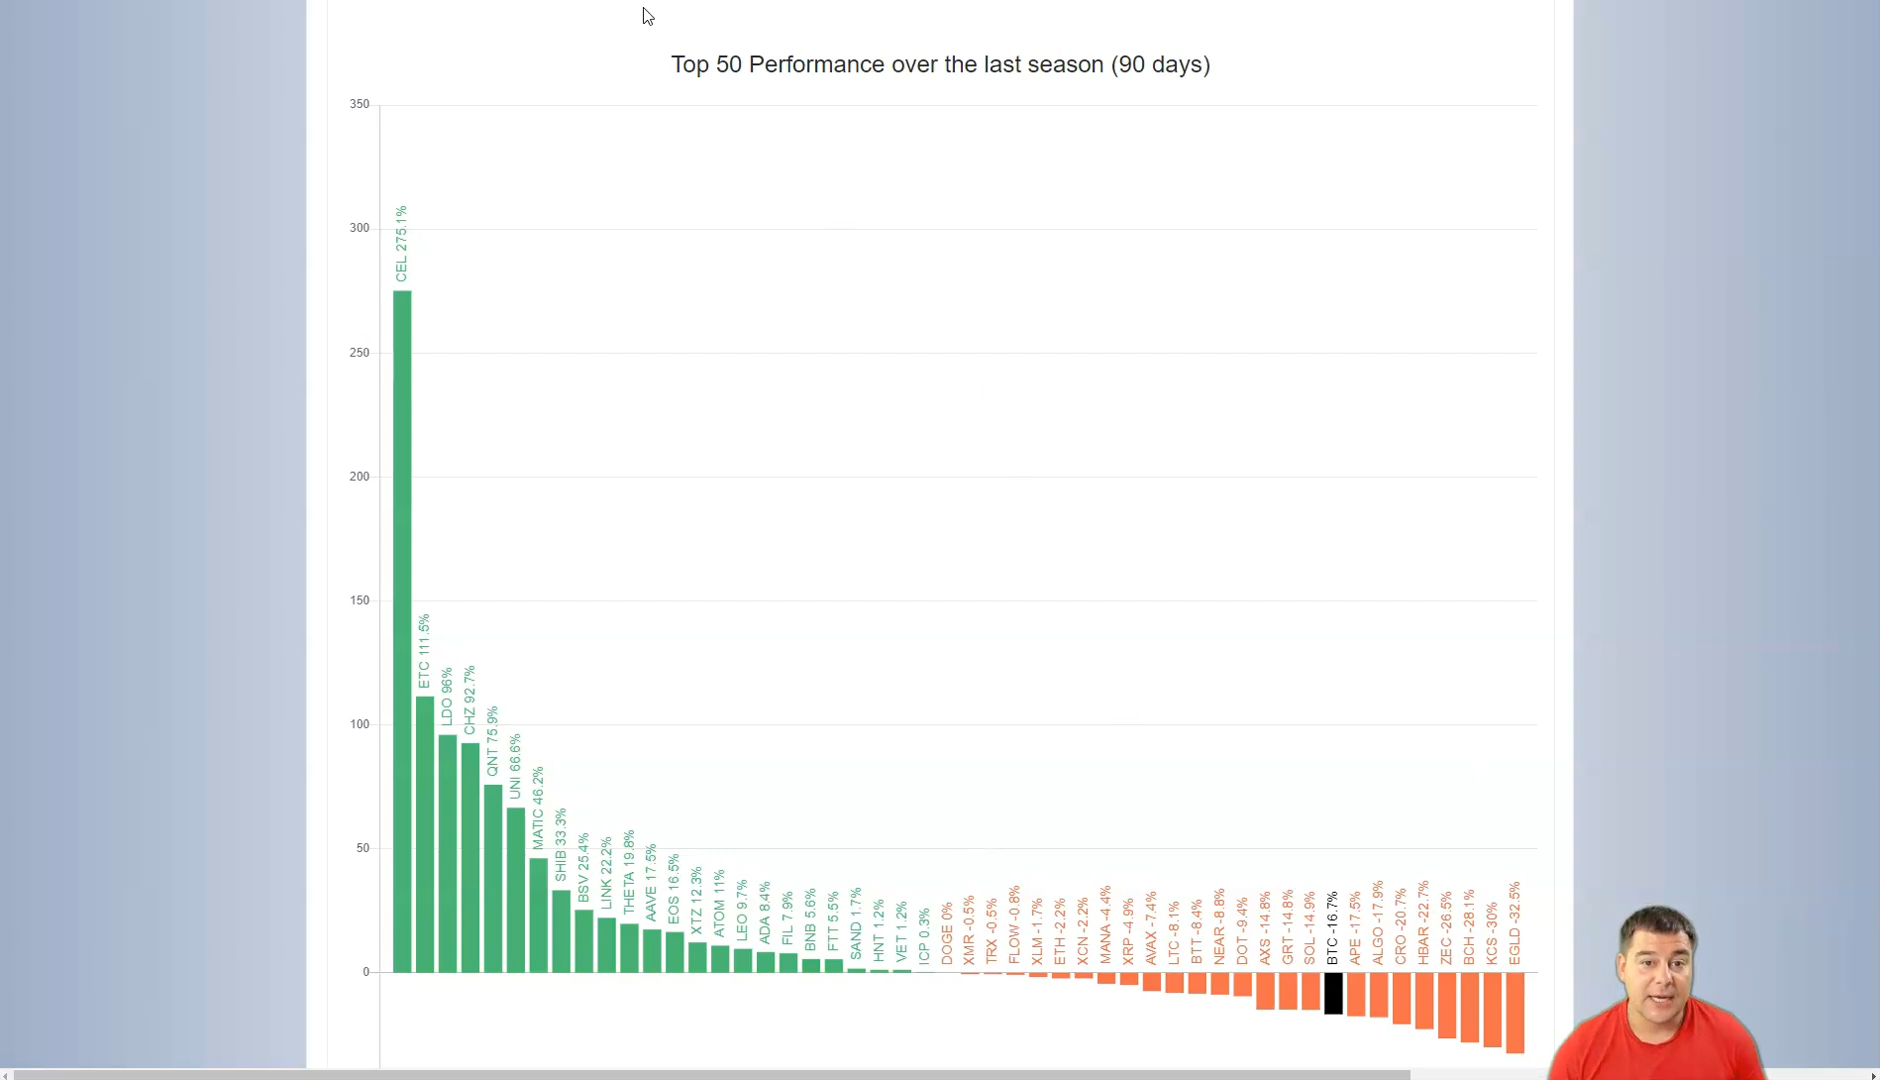 Top 50 Performance over the last season (90 days)
350
300
250
200
150
100
50
0
CEL 275.1%
ETC 111.5%
LDO 96%
CHZ 92.7%
QNT 75.9%
UNI 66.6%
MATIC 46.2%
SHIB 33.3%
BSV 25.4%
LINK 22.2%
THETA 19.8%
AAVE 17.5%
EOS 16.5%
XTZ 12.3%
ATOM 11%
LEO 9.7%
ADA 8.4%
FIL 7.9%
BNB 5.6%
FTT 5.5%
SAND 1.7%
HNT 1.2%
VET 1.2%
ICP 0.3%
DOGE 0%
XMR -0.5%
TRX -0.5%
FLOW -0.8%
XLM -1.7%
ETH -2.2%
XCN -2.2%
MANA -4.4%
XRP -4.9%
AVAX -7.4%
LTC -8.1%
BTT -8.4%
NEAR -8.8%
DOT -9.4%
AXS -14.8%
GRT -14.8%
SOL -14.9%
BTC -16.7%
APE -17.5%
ALGO -17.9%
CRO -20.7%
HBAR -22.7%
ZEC -26.5%
BCH -28.1%
KCS -30%
EGLD -32.5%